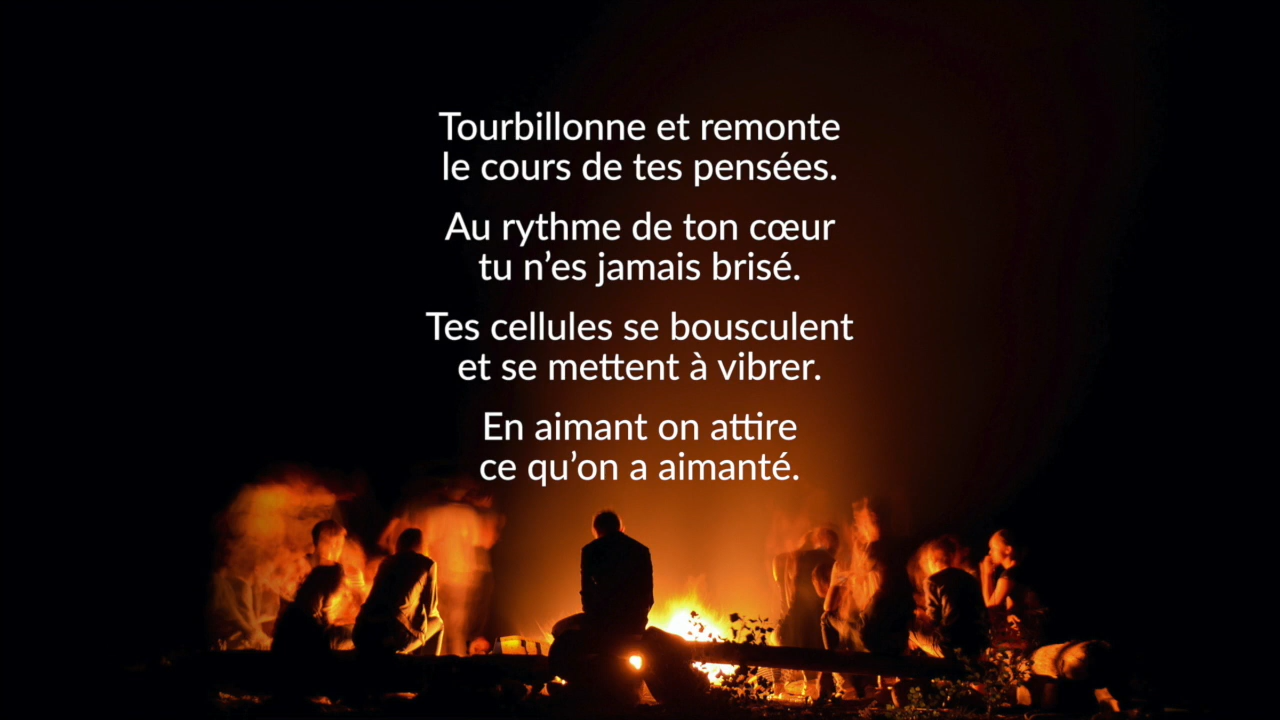 Tourbillonne et remonte
le cours de tes pensées.
Au rythme de ton cœur
tu n’es jamais brisé.
Tes cellules se bousculent
et se mettent à vibrer.
En aimant on attire
ce qu’on a aimanté.